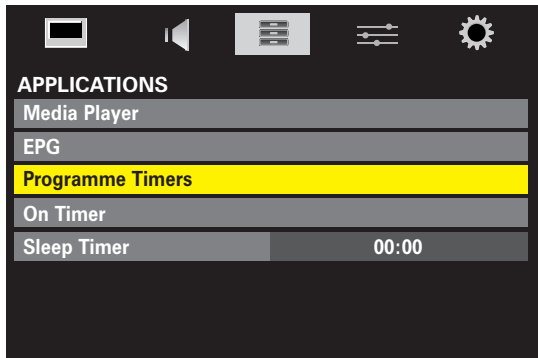 APPLICATIONS
Media Player
EPG
Programme Timers
On Timer
Sleep Timer 00:00